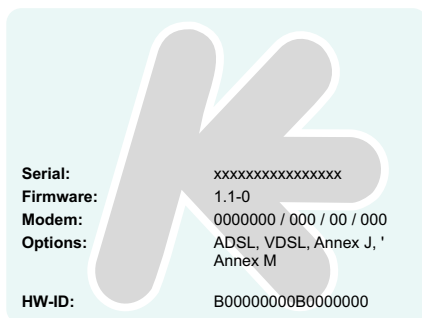 Serial: xxxxxxxxxxxxxxxx
Firmware: 1.1-0
Modem: 0000000 / 000 / 00 / 000
Options: ADSL, VDSL, Annex J, '
Annex M
HW-ID: B00000000B0000000